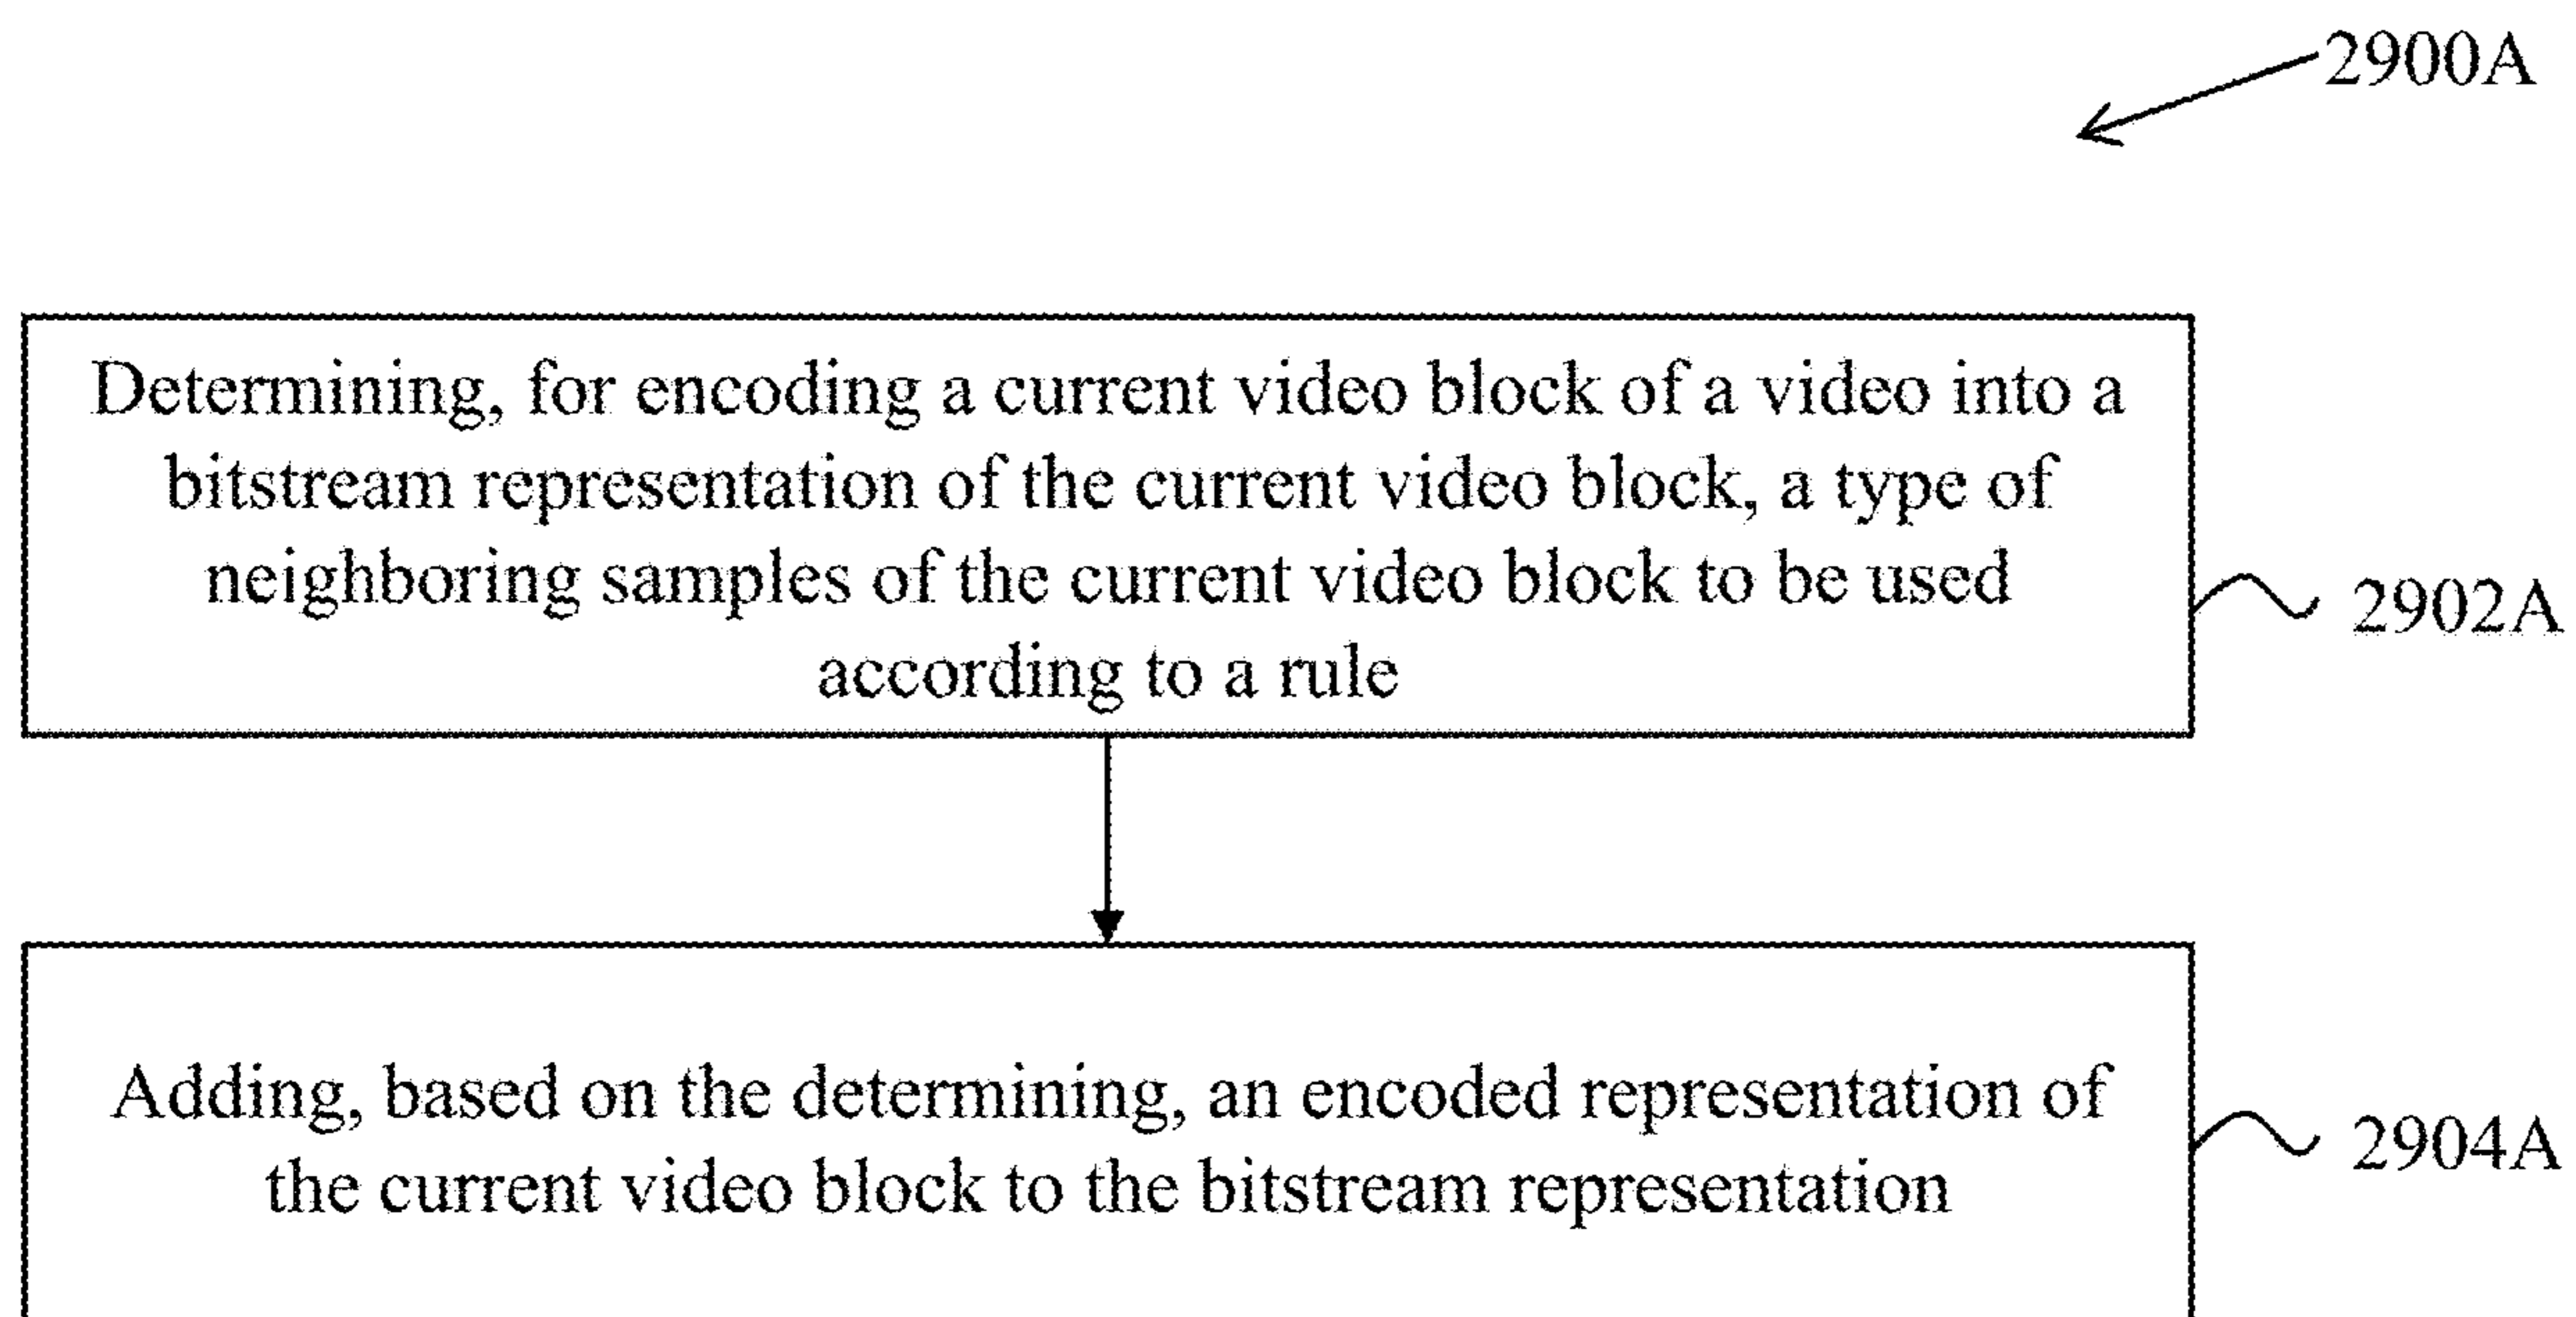 2900A
Determining, for encoding a current video block of a video into a
bitstream representation of the current video block, a type of
neighboring samples of the current video block to be used
according to a rule
2902A
Adding, based on the determining, an encoded representation of
the current video block to the bitstream representation
2904A